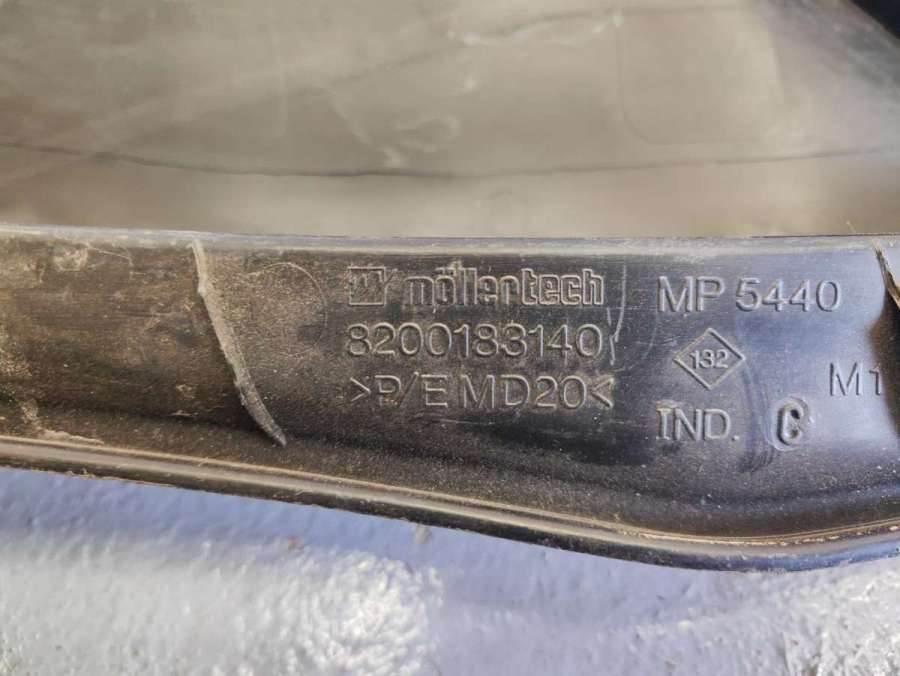 möllertech
8200183140
>P/E MD20<
MP 5440
132
IND. C
M1